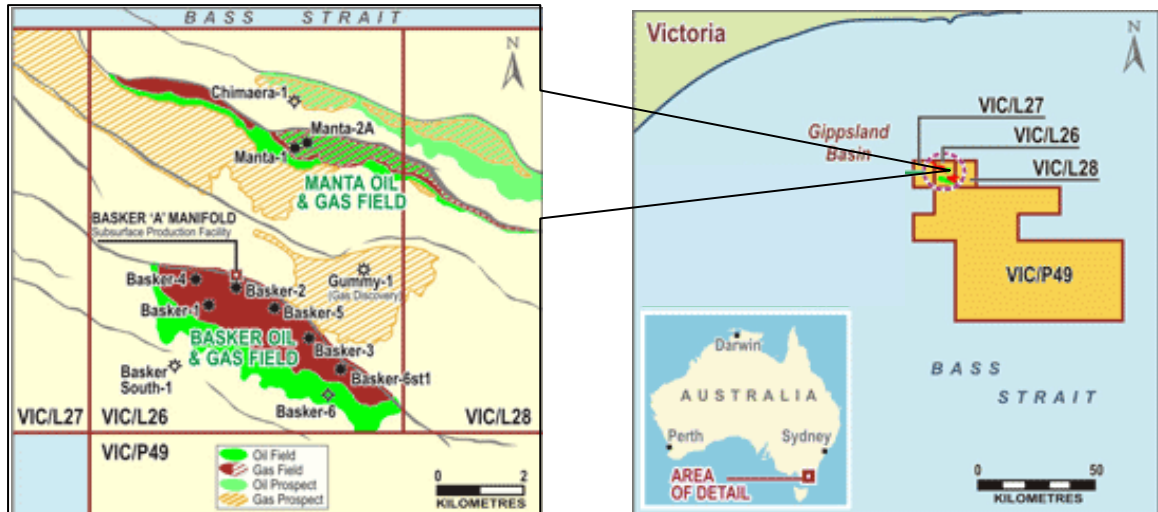 BASS STRAIT
N
Chimaera-1
Manta-2A
Manta-1
MANTA OIL
& GAS FIELD
BASKER 'A' MANIFOLD
Subsurface Production Facility
Basker-4
Basker-2
Gummy-1
(Gas Discovery)
Basker-1
Basker-5
BASKER OIL
& GAS FIELD
Basker-3
Basker
South-1
Basker-6st1
Basker-6
VIC/L27
VIC/L26
VIC/L28
VIC/P49
Oil Field
Gas Field
Oil Prospect
Gas Prospect
0 2
KILOMETRES
Victoria
N
VIC/L27
Gippsland
Basin
VIC/L26
VIC/L28
VIC/P49
BASS
STRAIT
Darwin
AUSTRALIA
Perth
Sydney
AREA
OF DETAIL
0 50
KILOMETRES